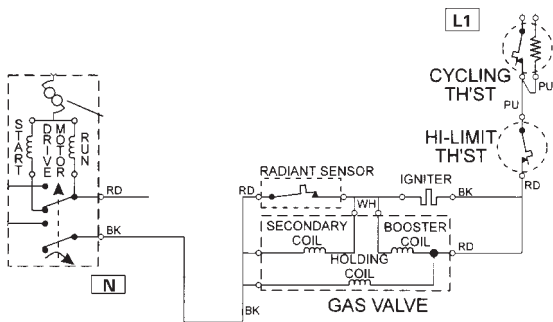 L1
CYCLING
TH'ST
PU
PU
HI-LIMIT
TH'ST
RD
START
DRIVE
MOTOR
RUN
RD
BK
N
RADIANT SENSOR
RD
WH
IGNITER
BK
SECONDARY
COIL
BOOSTER
COIL
HOLDING
COIL
RD
BK
GAS VALVE